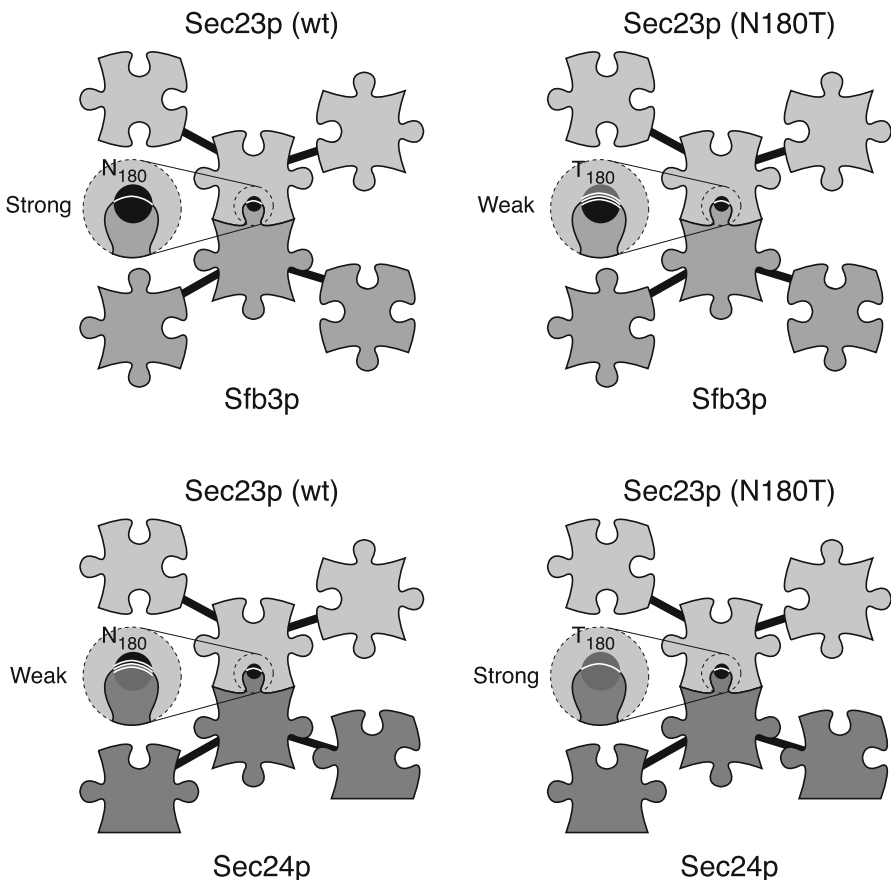 Sec23p (wt)
Sec23p (N180T)
N180
T180
Strong
Weak
Sfb3p
Sfb3p
Sec23p (wt)
Sec23p (N180T)
N180
T180
Weak
Strong
Sec24p
Sec24p